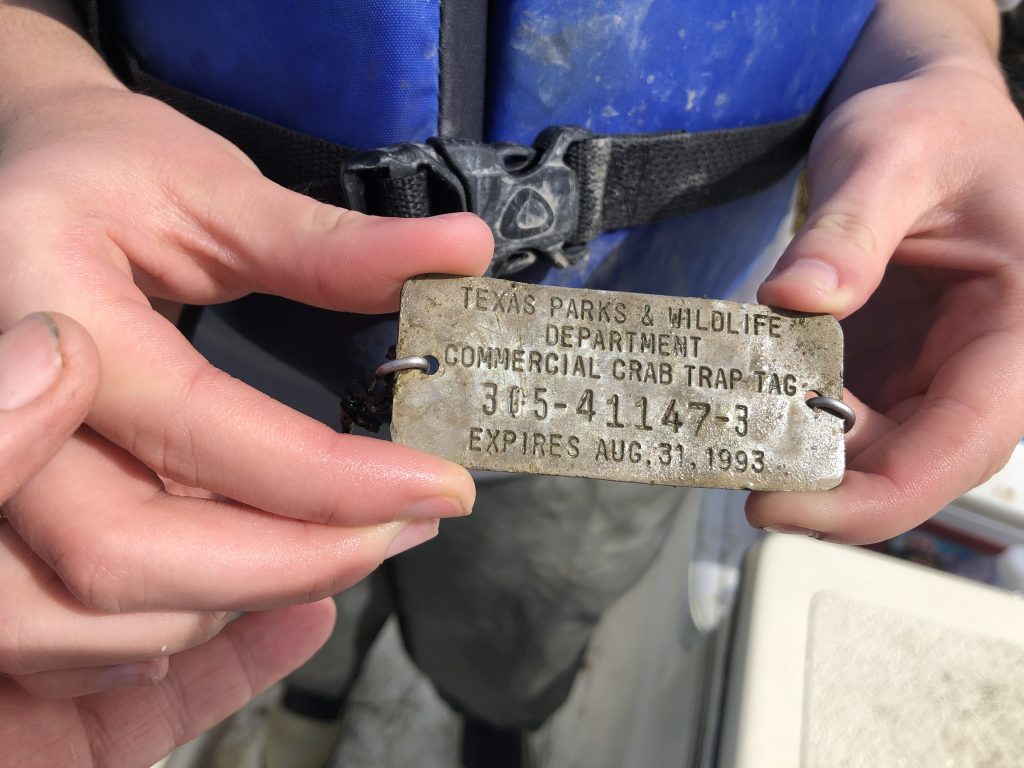 TEXAS PARKS & WILDLIFE
DEPARTMENT
COMMERCIAL CRAB TRAP TAG
305-41147-3
EXPIRES AUG. 31, 1993